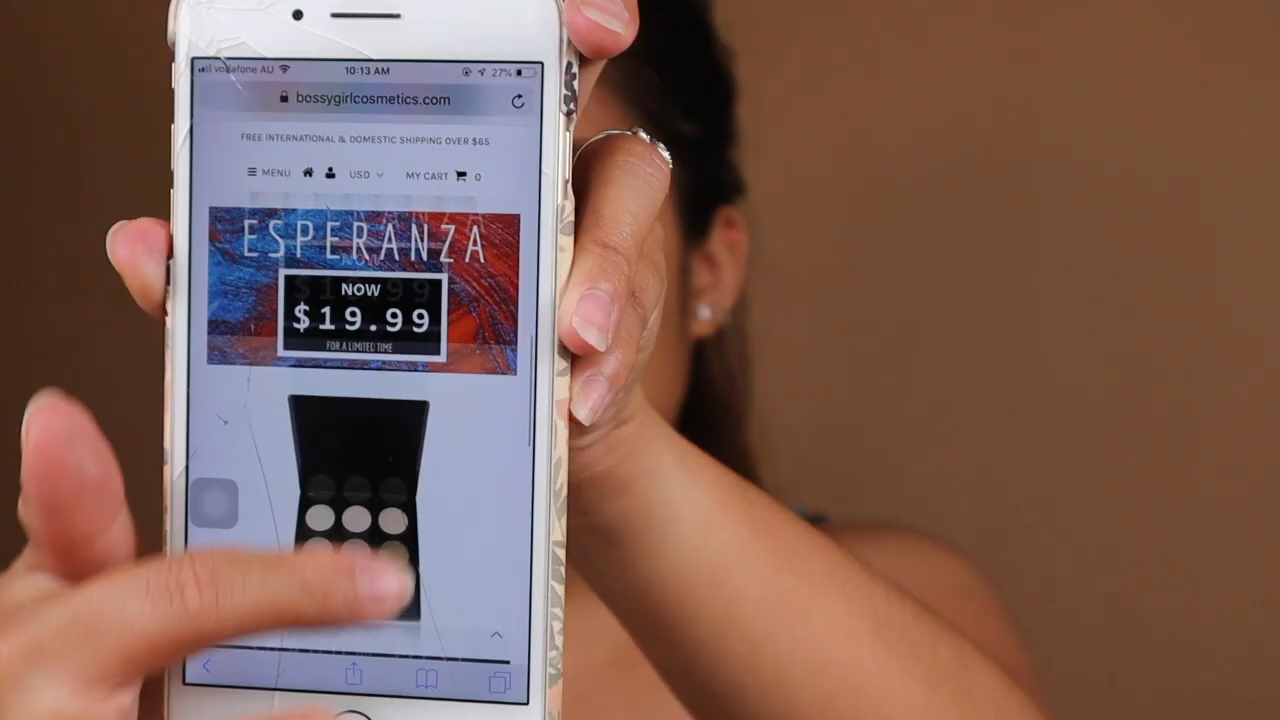 vodafone AU 10:13 AM 27%
bossygirlcosmetics.com
FREE INTERNATIONAL & DOMESTIC SHIPPING OVER $65
MENU USD MY CART 0
ESPERANZA
NOW
$19.99
FOR A LIMITED TIME